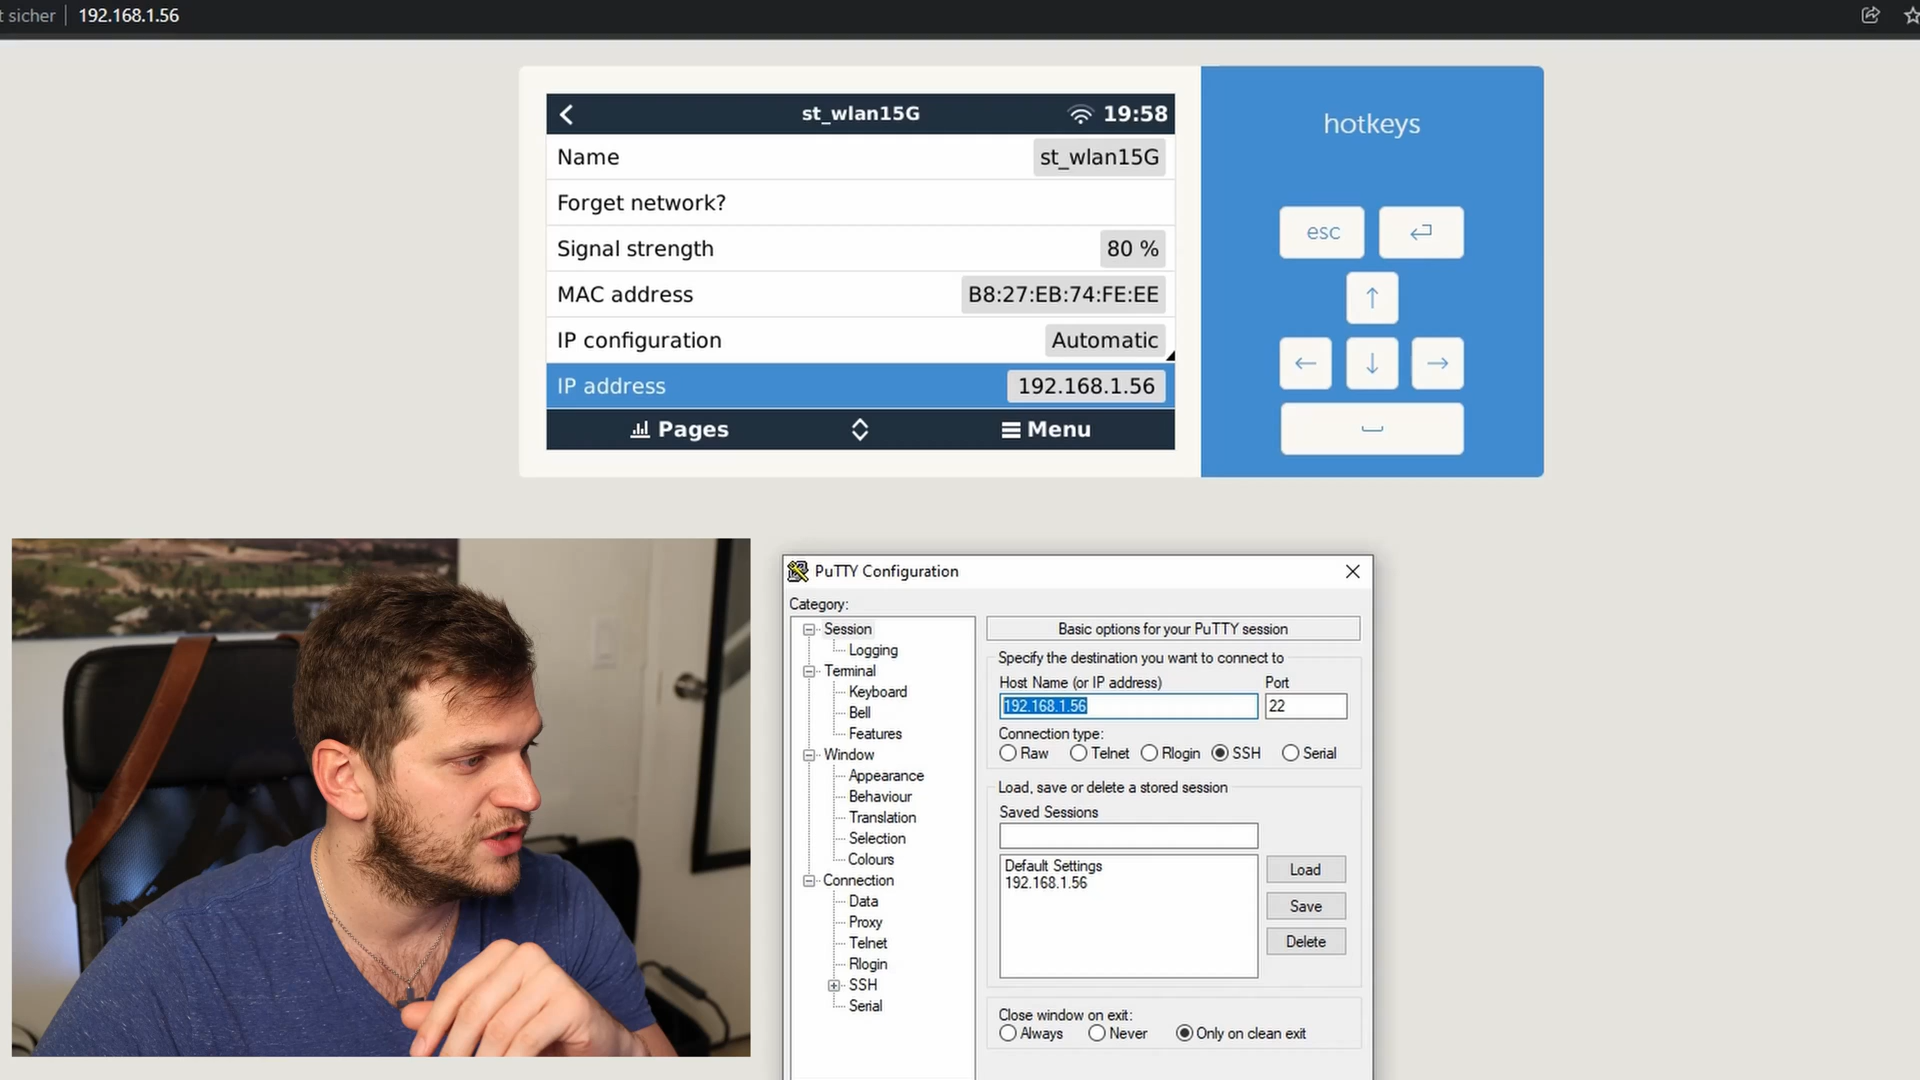 t sicher 192.168.1.56
st_wlan15G 19:58
Name st_wlan15G
Forget network?
Signal strength 80 %
MAC address B8:27:EB:74:FE:EE
IP configuration Automatic
IP address 192.168.1.56
Pages Menu
hotkeys
esc
PuTTY Configuration
Category:
Session
Logging
Terminal
Keyboard
Bell
Features
Window
Appearance
Behaviour
Translation
Selection
Colours
Connection
Data
Proxy
Telnet
Rlogin
SSH
Serial
Basic options for your PuTTY session
Specify the destination you want to connect to
Host Name (or IP address) Port
192.168.1.56 22
Connection type:
Raw Telnet Rlogin SSH Serial
Load, save or delete a stored session
Saved Sessions
Default Settings
192.168.1.56
Load
Save
Delete
Close window on exit:
Always Never Only on clean exit